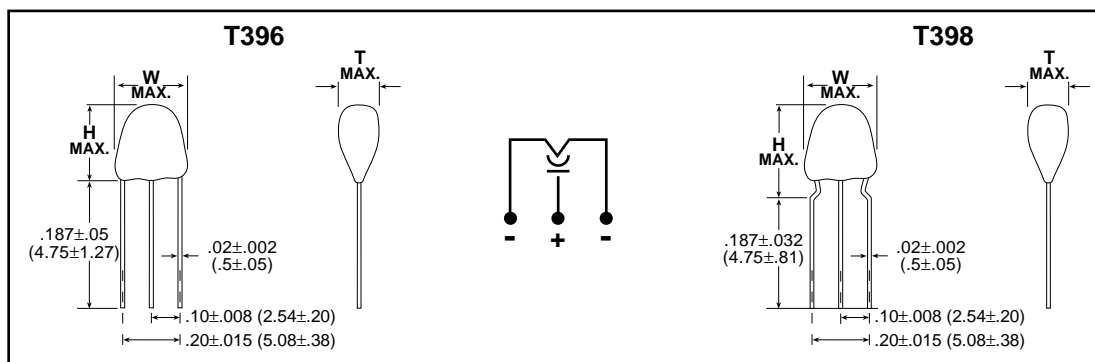 T396
T
MAX.
W
MAX.
H
MAX.
.187±.05
(4.75±1.27)
.02±.002
(.5±.05)
.10±.008 (2.54±.20)
.20±.015 (5.08±.38)
-
+
-
T398
T
MAX.
W
MAX.
H
MAX.
.187±.032
(4.75±.81)
.02±.002
(.5±.05)
.10±.008 (2.54±.20)
.20±.015 (5.08±.38)